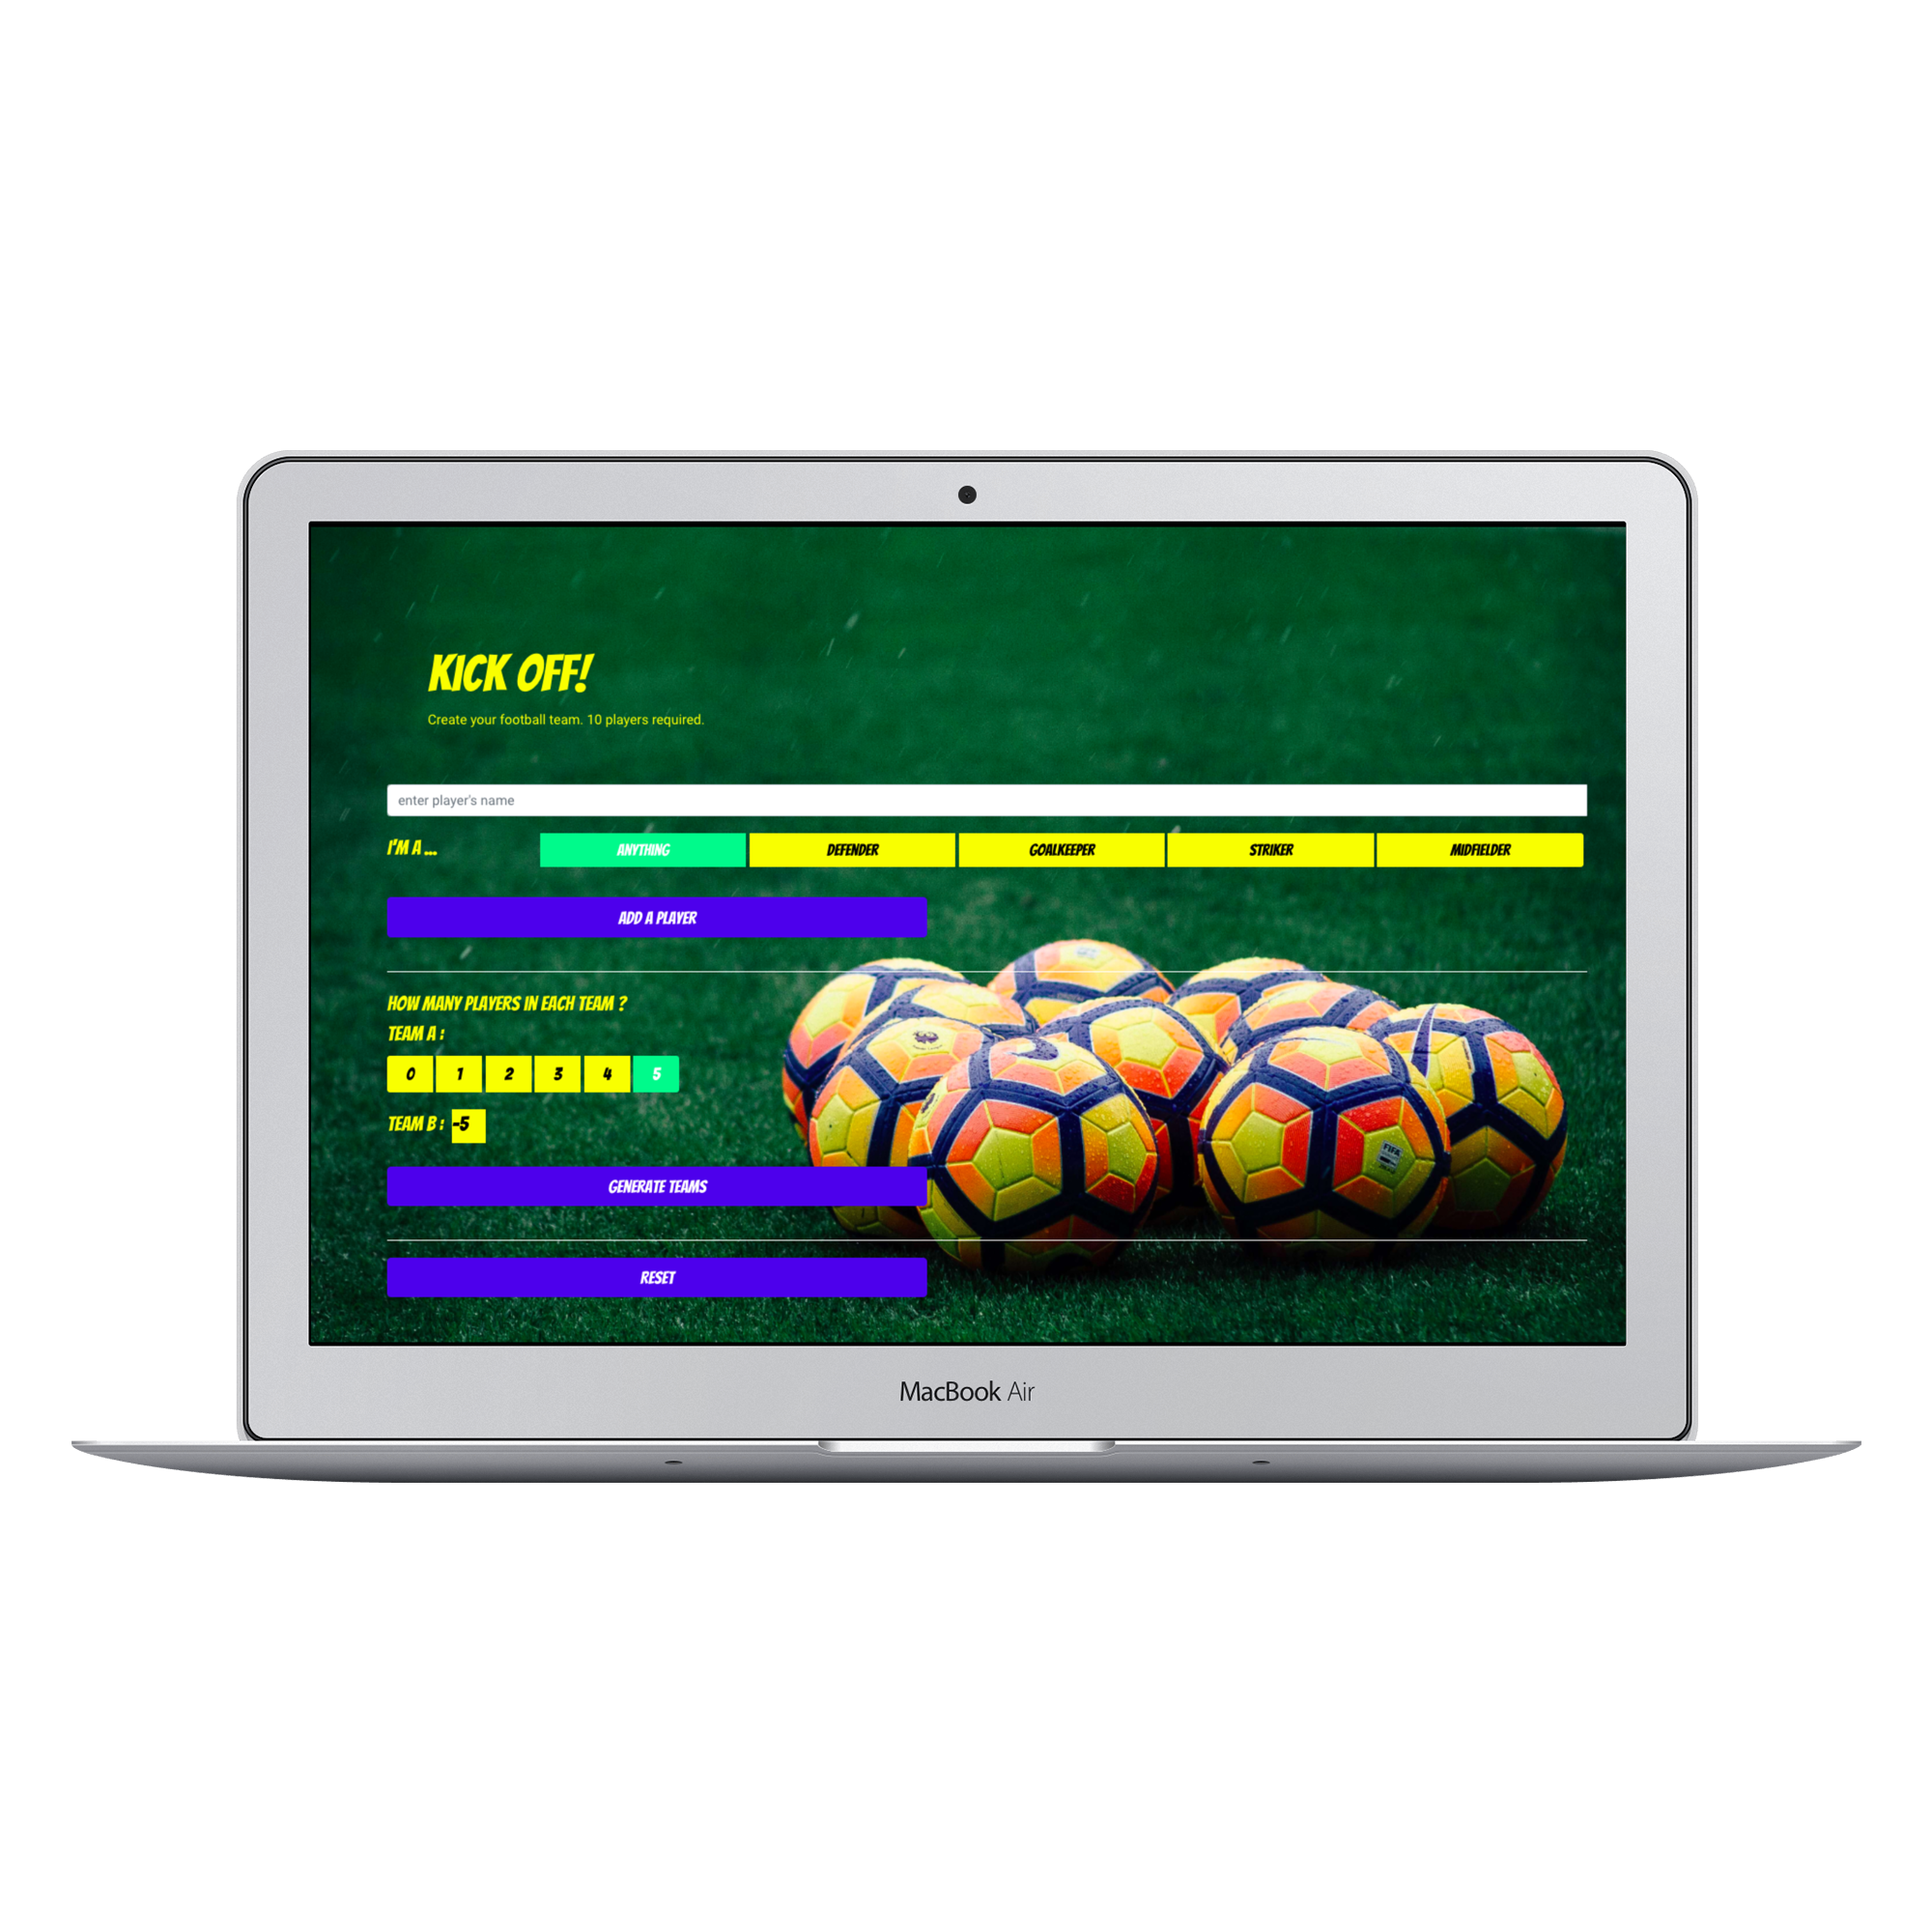 KICK OFF!
Create your football team. 10 players required.
enter player's name
I'M A ... ANYTHING DEFENDER GOALKEEPER STRIKER MIDFIELDER
ADD A PLAYER
HOW MANY PLAYERS IN EACH TEAM ?
TEAM A :
0 1 2 3 4 5
TEAM B : -5
FIFA
GENERATE TEAMS
RESET
MacBook Air